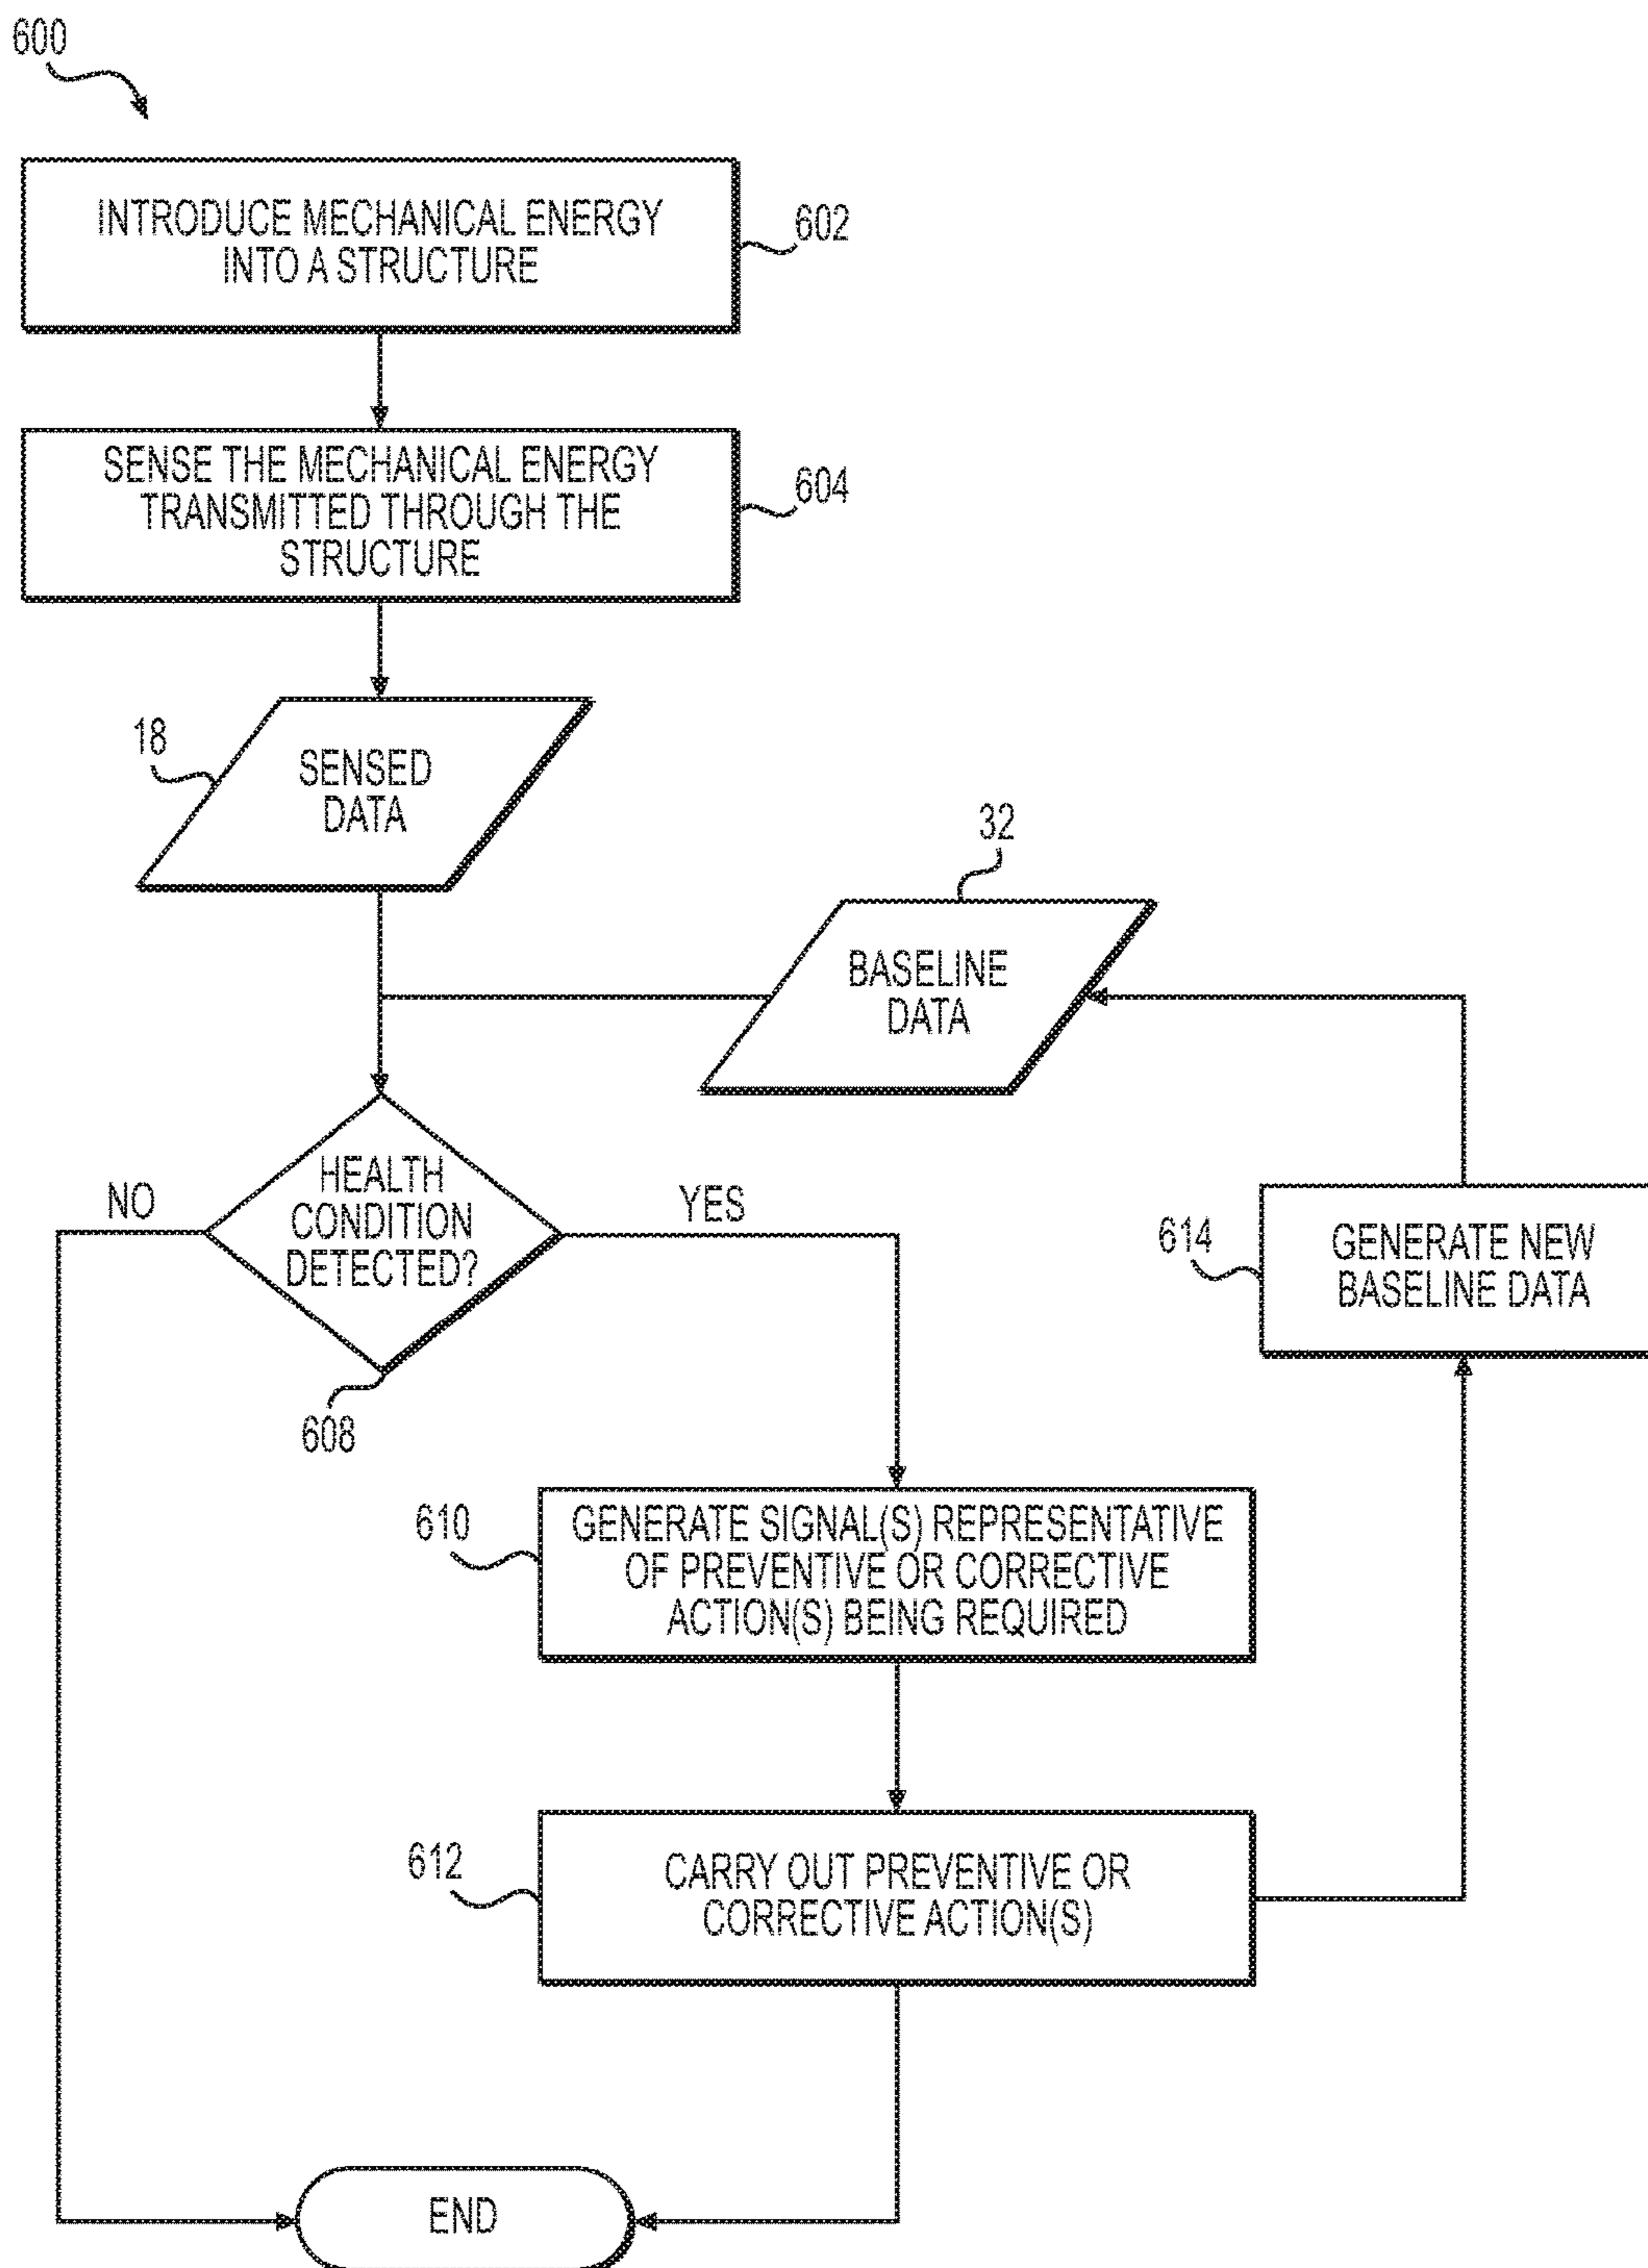 600
INTRODUCE MECHANICAL ENERGY
INTO A STRUCTURE
602
SENSE THE MECHANICAL ENERGY
TRANSMITTED THROUGH THE
STRUCTURE
604
18
SENSED
DATA
32
BASELINE
DATA
HEALTH
CONDITION
DETECTED?
NO
YES
608
614
GENERATE NEW
BASELINE DATA
610
GENERATE SIGNAL(S) REPRESENTATIVE
OF PREVENTIVE OR CORRECTIVE
ACTION(S) BEING REQUIRED
612
CARRY OUT PREVENTIVE OR
CORRECTIVE ACTION(S)
END